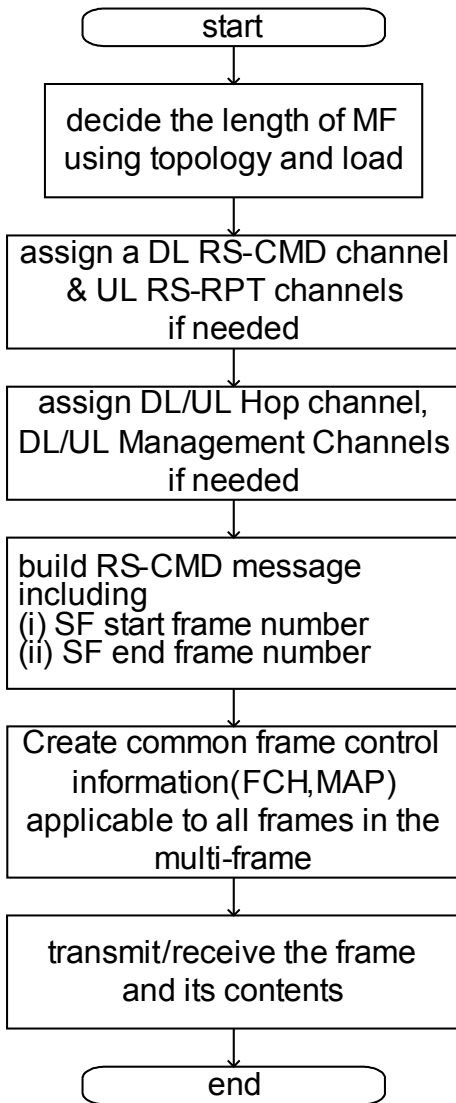 start
decide the length of MF
using topology and load
assign a DL RS-CMD channel
& UL RS-RPT channels
if needed
assign DL/UL Hop channel,
DL/UL Management Channels
if needed
build RS-CMD message
including
(i) SF start frame number
(ii) SF end frame number
Create common frame control
information(FCH,MAP)
applicable to all frames in the
multi-frame
transmit/receive the frame
and its contents
end